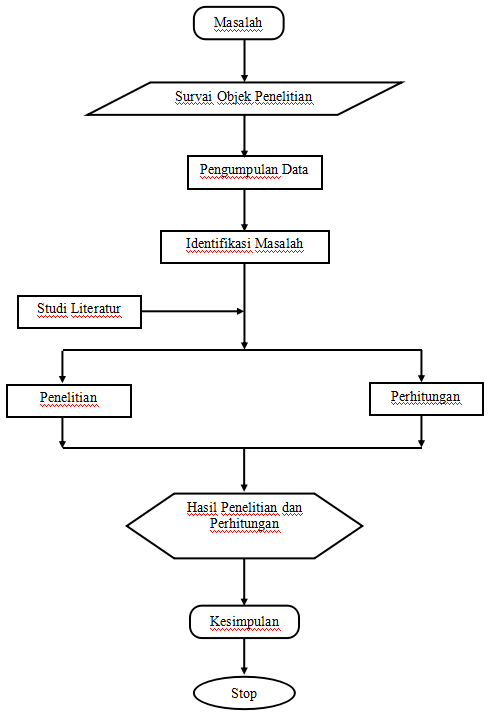 Masalah
Survai Objek Penelitian
Pengumpulan Data
Identifikasi Masalah
Studi Literatur
Penelitian
Perhitungan
Hasil Penelitian dan
Perhitungan
Kesimpulan
Stop